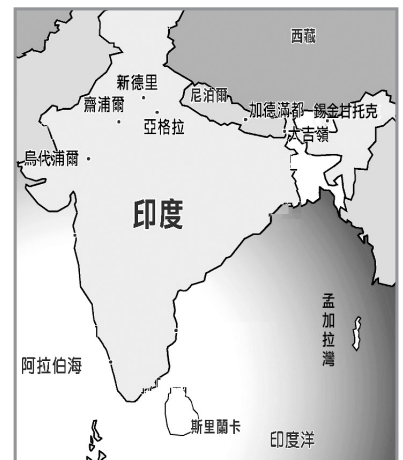 西藏
新德里
尼泊爾
齋浦爾
加德滿都
錫金甘托克
亞格拉
大吉嶺
烏代浦爾
印度
孟加拉灣
阿拉伯海
斯里蘭卡
印度洋